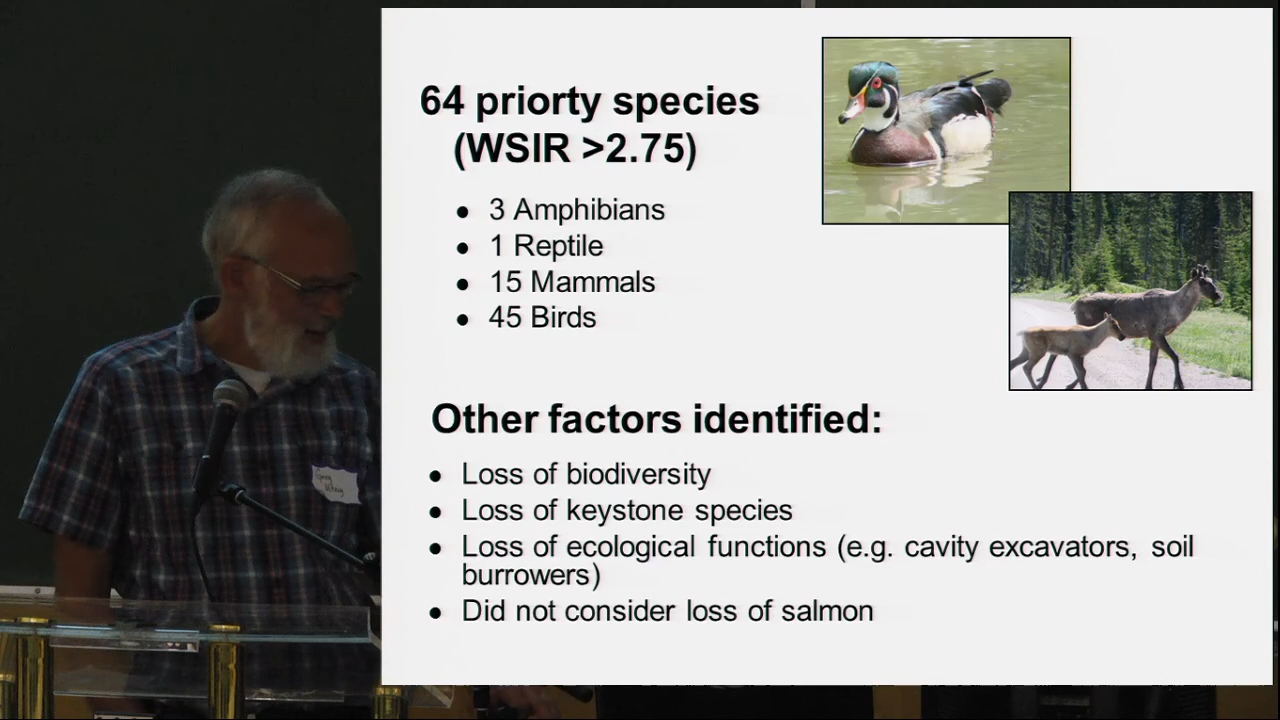 64 priorty species
(WSIR >2.75)
• 3 Amphibians
• 1 Reptile
• 15 Mammals
• 45 Birds
Other factors identified:
• Loss of biodiversity
• Loss of keystone species
• Loss of ecological functions (e.g. cavity excavators, soil
burrowers)
• Did not consider loss of salmon